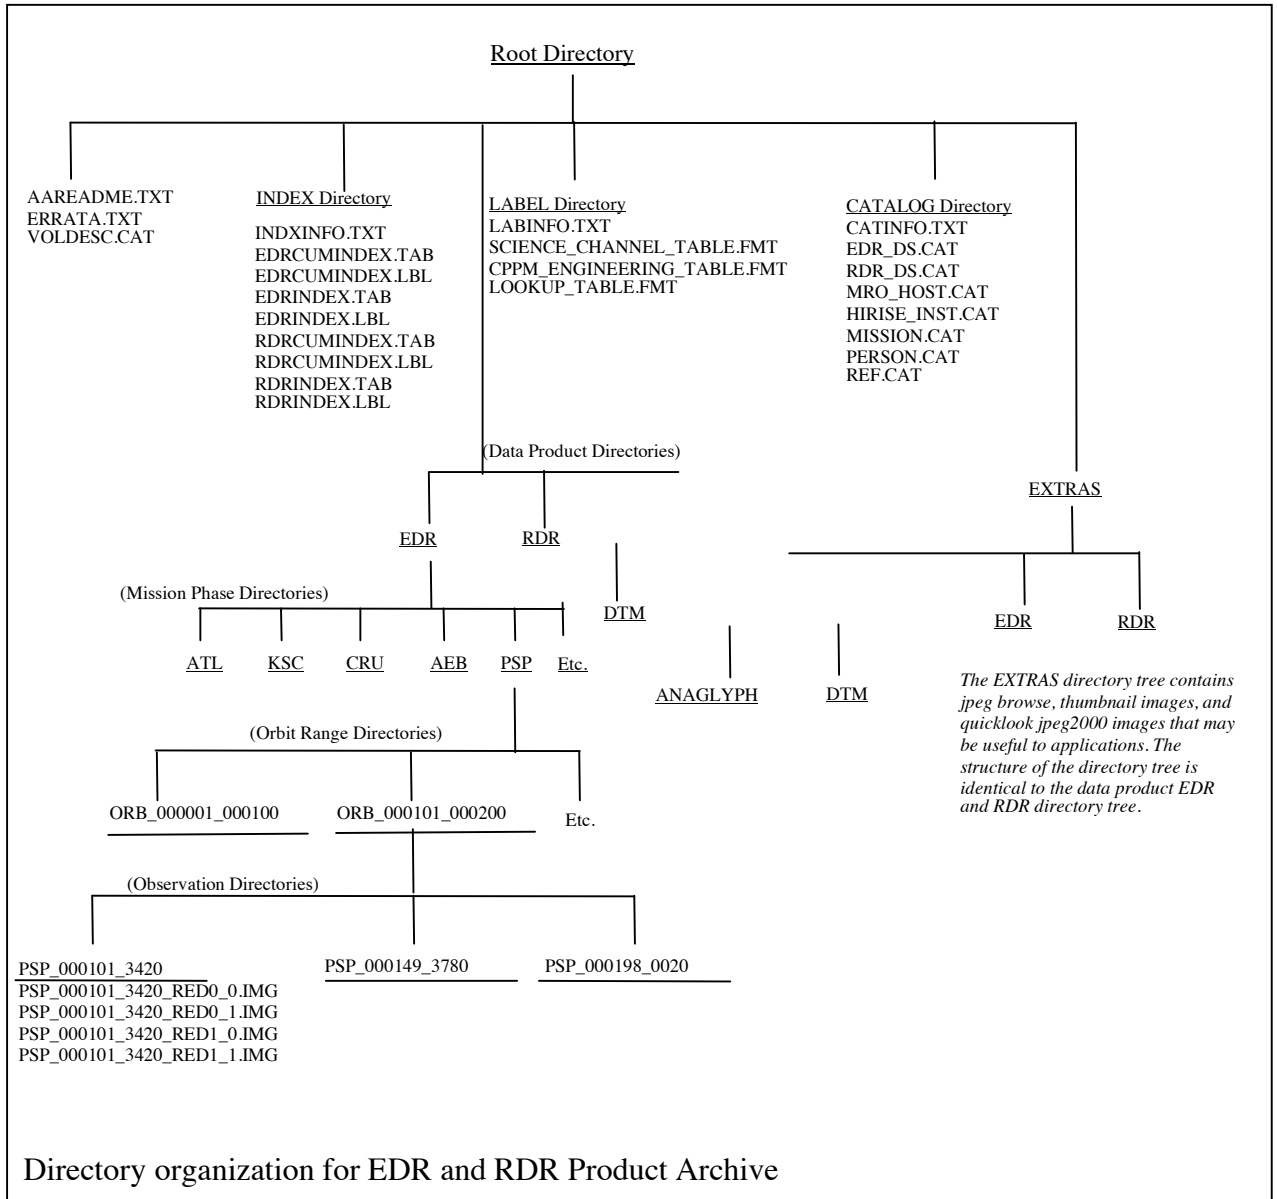 Root Directory
AAREADME.TXT
ERRATA.TXT
VOLDESC.CAT
INDEX Directory
INDXINFO.TXT
EDRCUMINDEX.TAB
EDRCUMINDEX.LBL
EDRINDEX.TAB
EDRINDEX.LBL
RDRCUMINDEX.TAB
RDRCUMINDEX.LBL
RDRINDEX.TAB
RDRINDEX.LBL
LABEL Directory
LABINFO.TXT
SCIENCE_CHANNEL_TABLE.FMT
CPPM_ENGINEERING_TABLE.FMT
LOOKUP_TABLE.FMT
CATALOG Directory
CATINFO.TXT
EDR_DS.CAT
RDR_DS.CAT
MRO_HOST.CAT
HIRISE_INST.CAT
MISSION.CAT
PERSON.CAT
REF.CAT
(Data Product Directories)
EDR
RDR
DTM
(Mission Phase Directories)
ATL
KSC
CRU
AEB
PSP
Etc.
EXTRAS
ANAGLYPH
DTM
EDR
RDR
The EXTRAS directory tree contains
jpeg browse, thumbnail images, and
quicklook jpeg2000 images that may
be useful to applications. The
structure of the directory tree is
identical to the data product EDR
and RDR directory tree.
(Orbit Range Directories)
ORB_000001_000100
ORB_000101_000200
Etc.
(Observation Directories)
PSP_000101_3420
PSP_000101_3420_RED0_0.IMG
PSP_000101_3420_RED0_1.IMG
PSP_000101_3420_RED1_0.IMG
PSP_000101_3420_RED1_1.IMG
PSP_000149_3780
PSP_000198_0020
Directory organization for EDR and RDR Product Archive